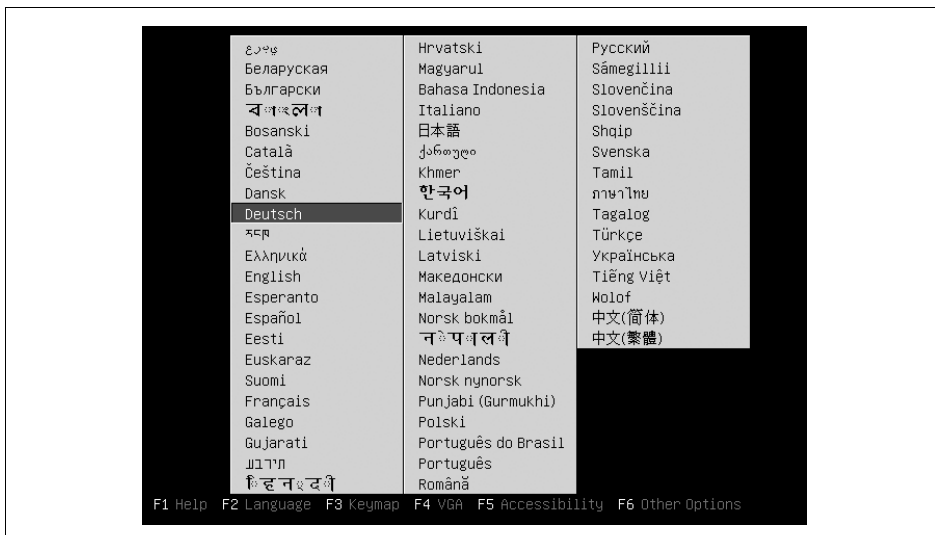 Беларуская
Български
বাংলা
Bosanski
Català
Čeština
Dansk
Deutsch
Ελληνικά
English
Esperanto
Español
Eesti
Euskaraz
Suomi
Français
Galego
Gujarati
हिन्दी
Hrvatski
Magyarul
Bahasa Indonesia
Italiano
日本語
ქართული
Khmer
한국어
Kurdî
Lietuviškai
Latviski
Македонски
Malayalam
Norsk bokmål
नेपाली
Nederlands
Norsk nynorsk
Punjabi (Gurmukhi)
Polski
Português do Brasil
Português
Română
Русский
Sámegillii
Slovenčina
Slovenščina
Shqip
Svenska
Tamil
ภาษาไทย
Tagalog
Türkçe
Українська
Tiếng Việt
Wolof
中文(简体)
中文(繁體)
F1 Help F2 Language F3 Keymap F4 VGA F5 Accessibility F6 Other Options